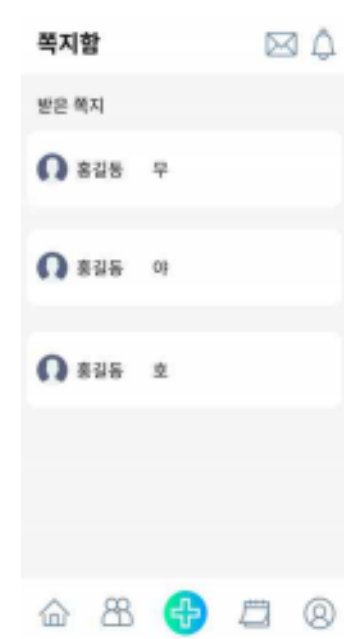 쪽지함
받은 쪽지
홍길동 무
홍길동 야
홍길동 호